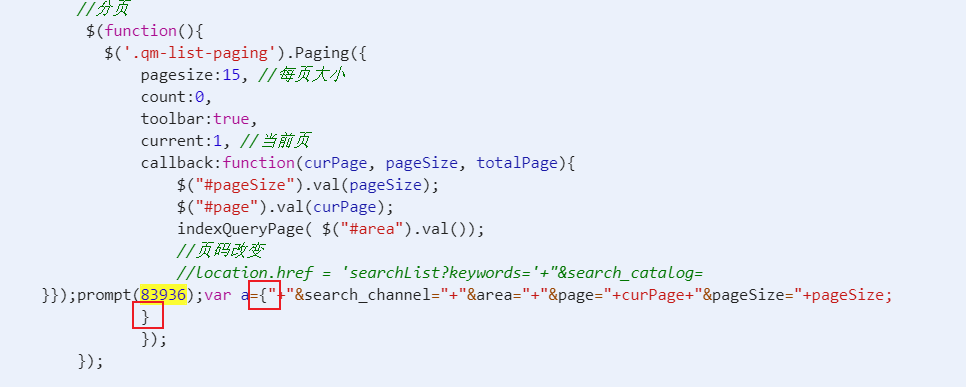 //分页
$(function(){
$('.qm-list-paging').Paging({
pagesize:15, //每页大小
count:0,
toolbar:true,
current:1, //当前页
callback:function(curPage, pageSize, totalPage){
$("#pageSize").val(pageSize);
$("#page").val(curPage);
indexQueryPage( $("#area").val());
//页码改变
//location.href = 'searchList?keywords='+"&search_catalog=
}});prompt(83936);var a={"+"&search_channel="+"&area="+"&page="+curPage+"&pageSize="+pageSize;
}
});
});